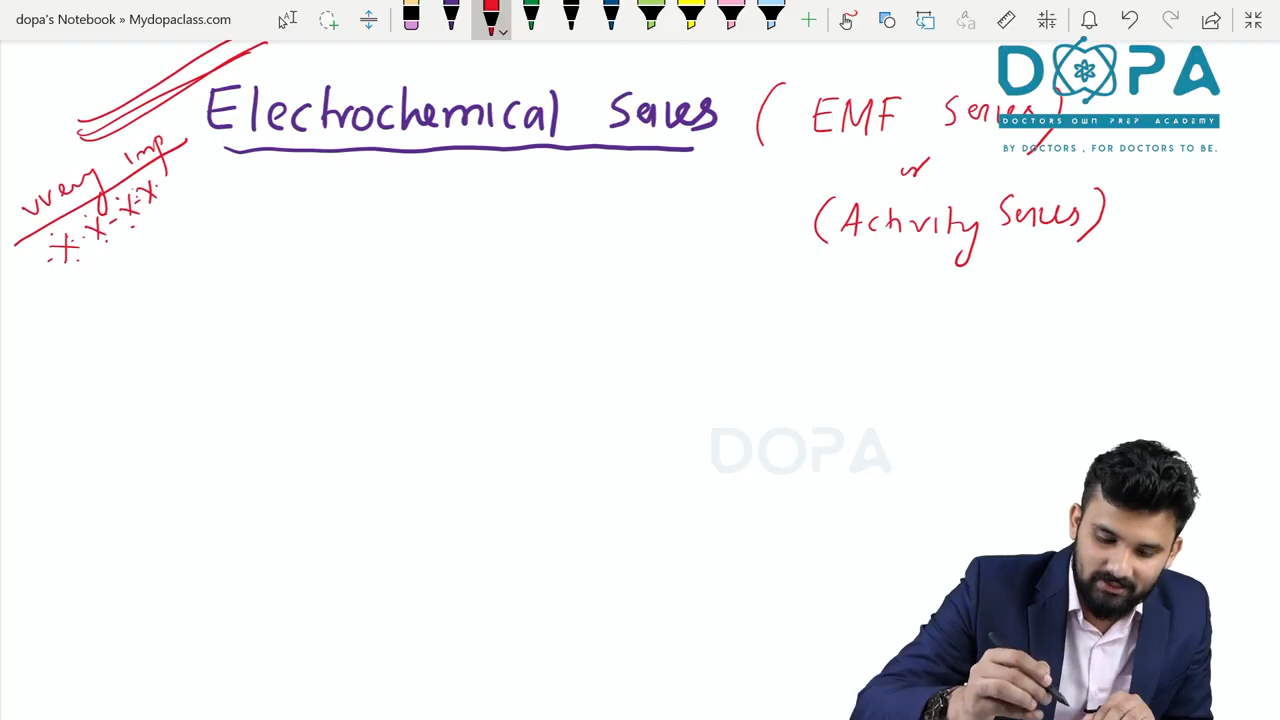 dopa's Notebook » Mydopaclass.com
Electrochemical Series ( EMF Series)
or
(Activity Series)
vvery Imp
DOPA
DOCTORS OWN PREP ACADEMY
BY DOCTORS , FOR DOCTORS TO BE.
DOPA